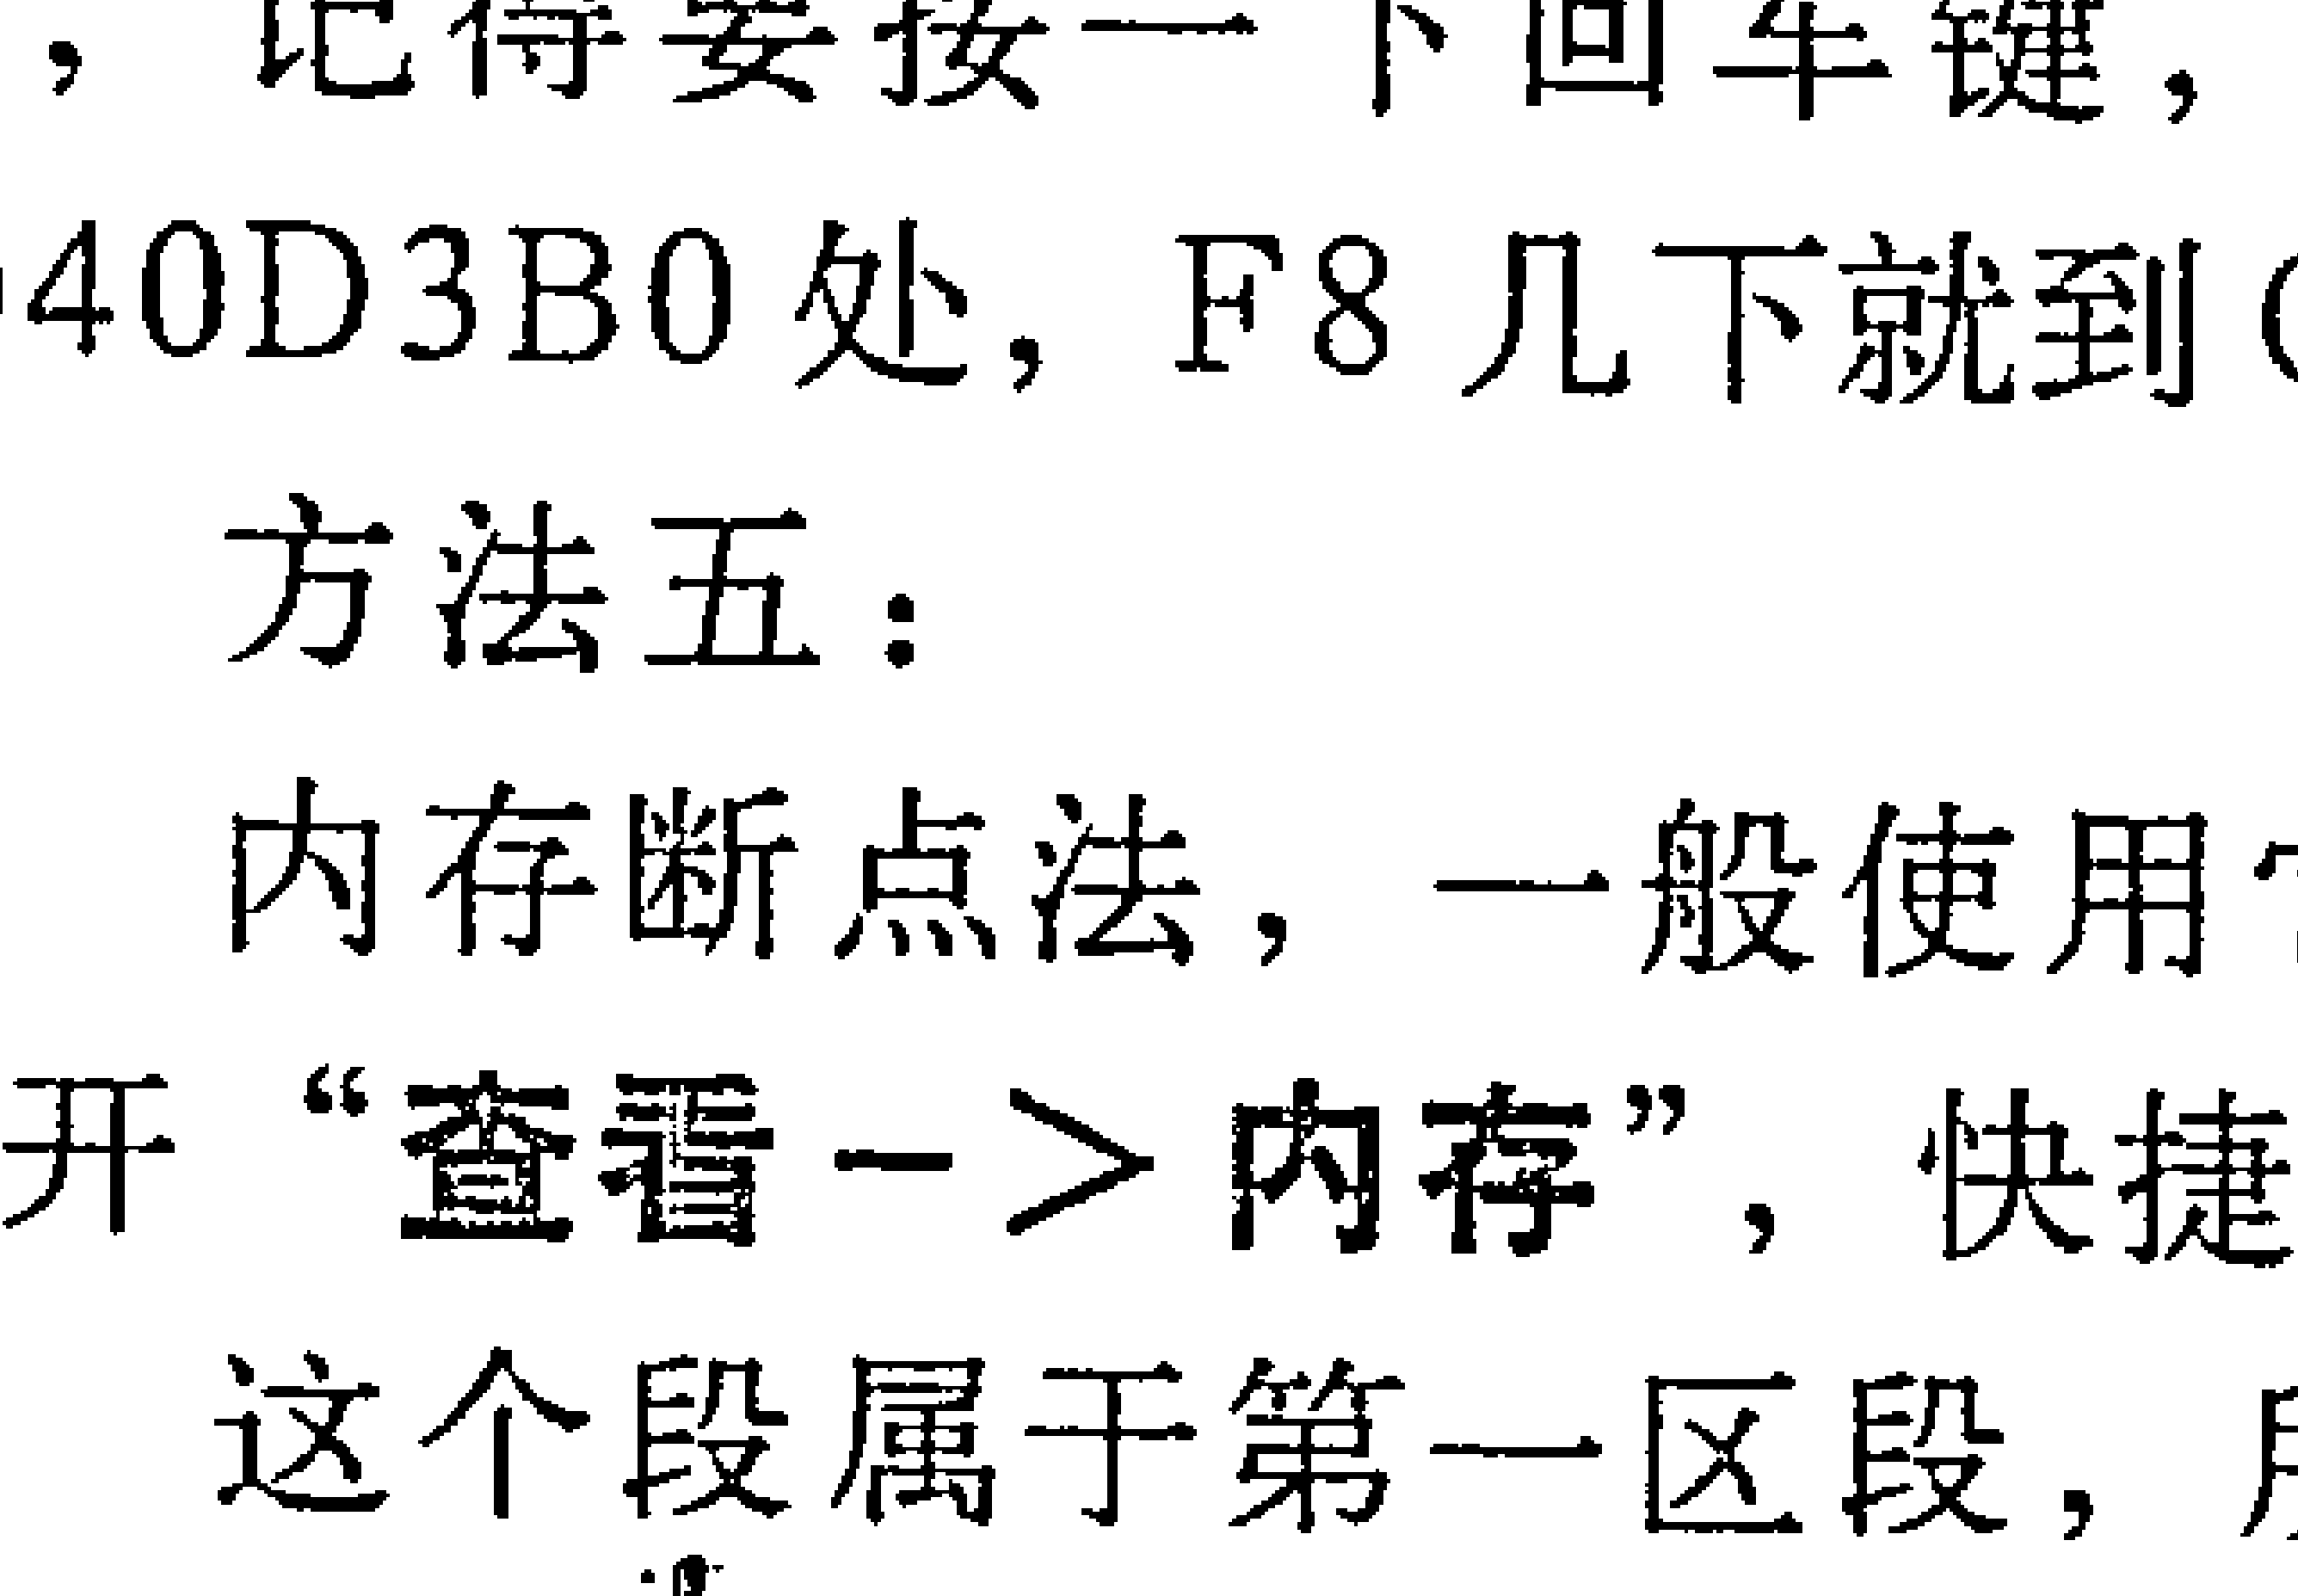 ，记得要按一下回车键，
40D3B0处，F8几下就到
方法五：
内存断点法，一般使用
开“查看->内存”，快捷
这个段属于第一区段，